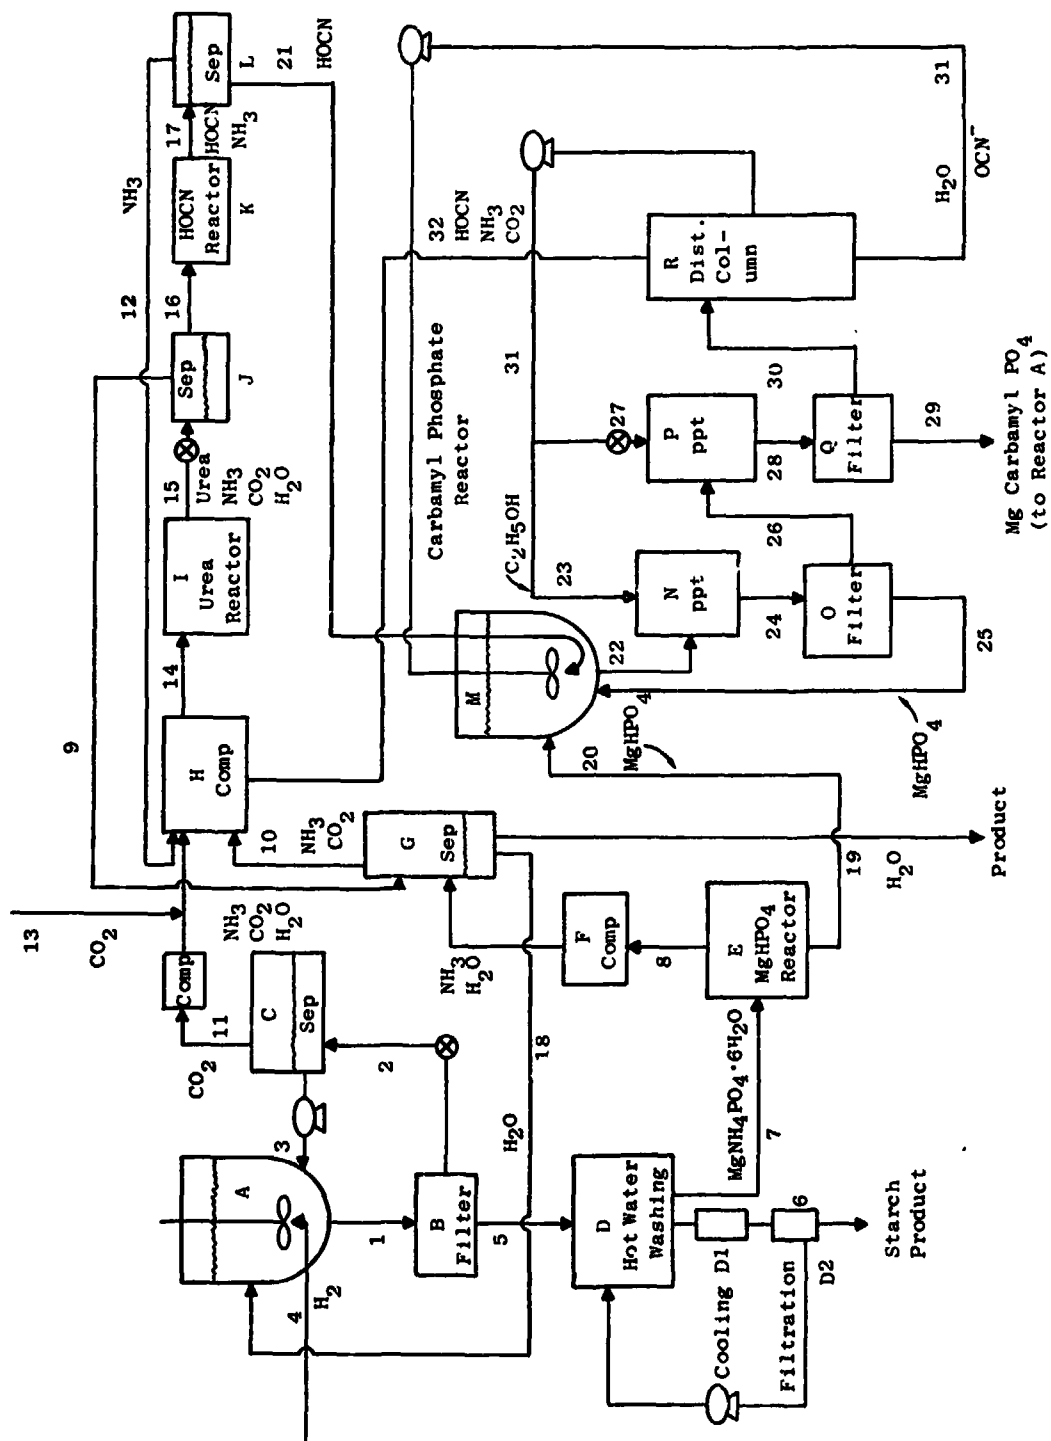 13
CO2
NH3
CO2
H2O
Comp
11
CO2
C
Sep
2
3
A
4
H2
1
B
Filter
5
H2O
18
D
Hot Water
Washing
Cooling D1
Filtration
D2
6
Starch
Product
MgNH4PO4·6H2O
7
E
MgHPO4
Reactor
8
F
Comp
NH3
H2O
G
Sep
10
NH3
CO2
9
19
H2O
Product
H
Comp
14
I
Urea
Reactor
15
Urea
NH3
CO2
H2O
Sep
J
16
HOCN
Reactor
K
17
HOCN
NH3
Sep
L
12
NH3
21
HOCN
Carbamyl Phosphate
Reactor
M
20
MgHPO4
22
C2H5OH
23
N
ppt
24
O
Filter
25
MgHPO4
26
27
P
ppt
28
Q
Filter
29
Mg Carbamyl PO4
(to Reactor A)
30
31
R
Dist.
Col-
umn
32
HOCN
NH3
CO2
H2O
OCN-
31